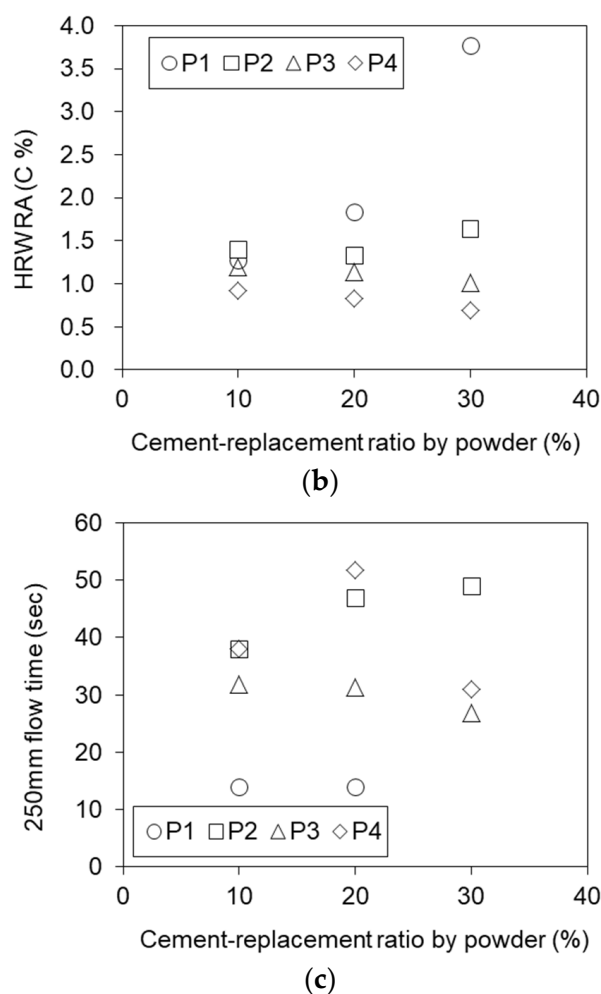 4.0
3.5
3.0
2.5
2.0
1.5
1.0
0.5
0.0
HRWRA (C %)
P1 P2 P3 P4
0 10 20 30 40
Cement-replacement ratio by powder (%)
(b)
60
50
40
30
20
10
0
250mm flow time (sec)
P1 P2 P3 P4
0 10 20 30 40
Cement-replacement ratio by powder (%)
(c)